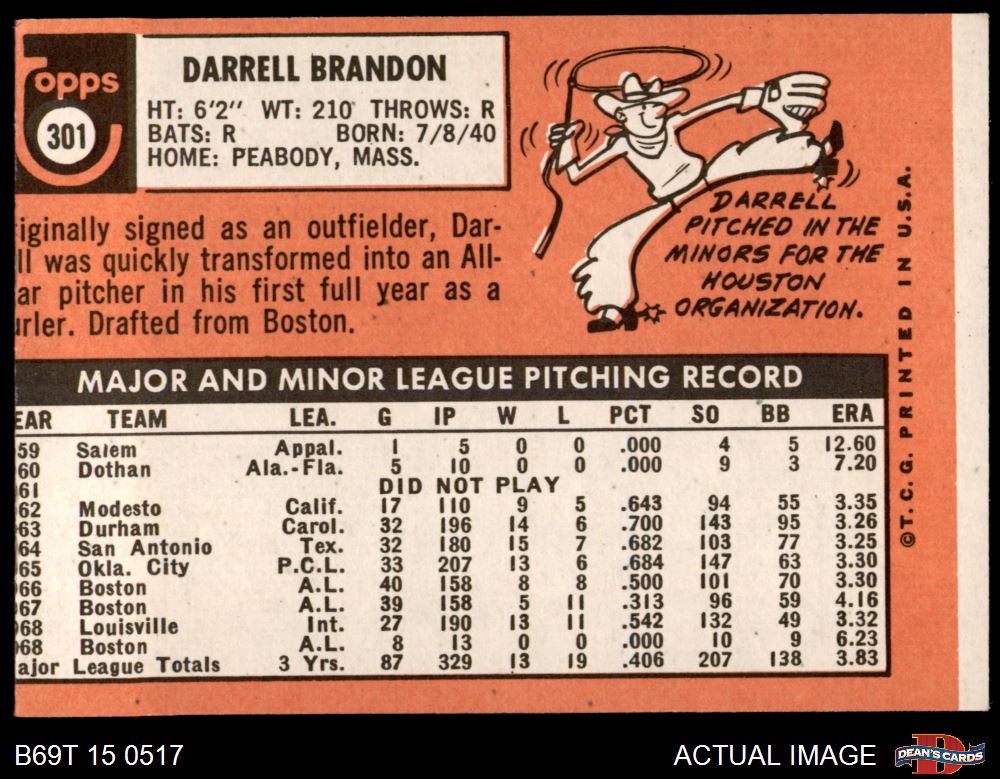 opps
301
DARRELL BRANDON
HT: 6'2" WT: 210 THROWS: R
BATS: R BORN: 7/8/40
HOME: PEABODY, MASS.
iginally signed as an outfielder, Dar-
ll was quickly transformed into an All-
ar pitcher in his first full year as a
urler. Drafted from Boston.
DARRELL
PITCHED IN THE
MINORS FOR THE
HOUSTON
ORGANIZATION.
©T.C.G. PRINTED IN U.S.A.
MAJOR AND MINOR LEAGUE PITCHING RECORD
EAR TEAM LEA. G IP W L PCT SO BB ERA
59 Salem Appal. 1 5 0 0 .000 4 5 12.60
60 Dothan Ala.-Fla. 5 10 0 0 .000 9 3 7.20
61 DID NOT PLAY
62 Modesto Calif. 17 110 9 5 .643 94 55 3.35
63 Durham Carol. 32 196 14 6 .700 143 95 3.26
64 San Antonio Tex. 32 180 15 7 .682 103 77 3.25
65 Okla. City P.C.L. 33 207 13 6 .684 147 63 3.30
66 Boston A.L. 40 158 8 8 .500 101 70 3.30
67 Boston A.L. 39 158 5 11 .313 96 59 4.16
68 Louisville Int. 27 190 13 11 .542 132 49 3.32
968 Boston A.L. 8 13 0 0 .000 10 9 6.23
ajor League Totals 3 Yrs. 87 329 13 19 .406 207 138 3.83
B69T 15 0517
ACTUAL IMAGE
DEAN'S CARDS